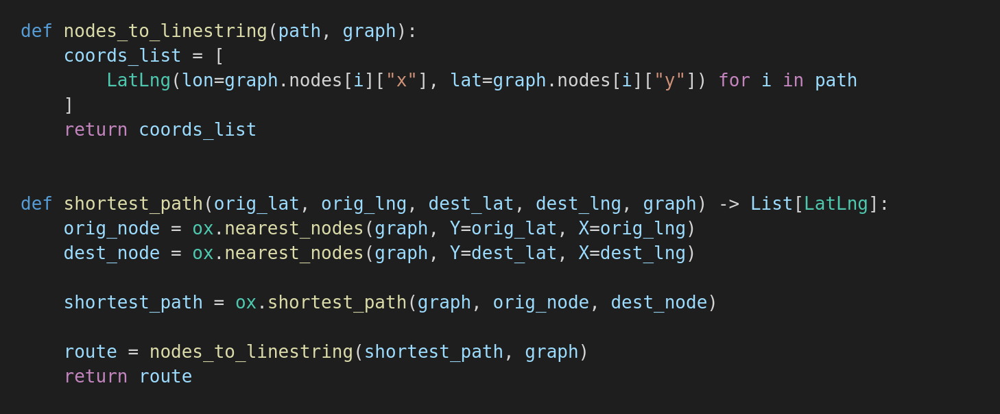 def nodes_to_linestring(path, graph):
    coords_list = [
        LatLng(lon=graph.nodes[i]["x"], lat=graph.nodes[i]["y"]) for i in path
    ]
    return coords_list


def shortest_path(orig_lat, orig_lng, dest_lat, dest_lng, graph) -> List[LatLng]:
    orig_node = ox.nearest_nodes(graph, Y=orig_lat, X=orig_lng)
    dest_node = ox.nearest_nodes(graph, Y=dest_lat, X=dest_lng)

    shortest_path = ox.shortest_path(graph, orig_node, dest_node)

    route = nodes_to_linestring(shortest_path, graph)
    return route